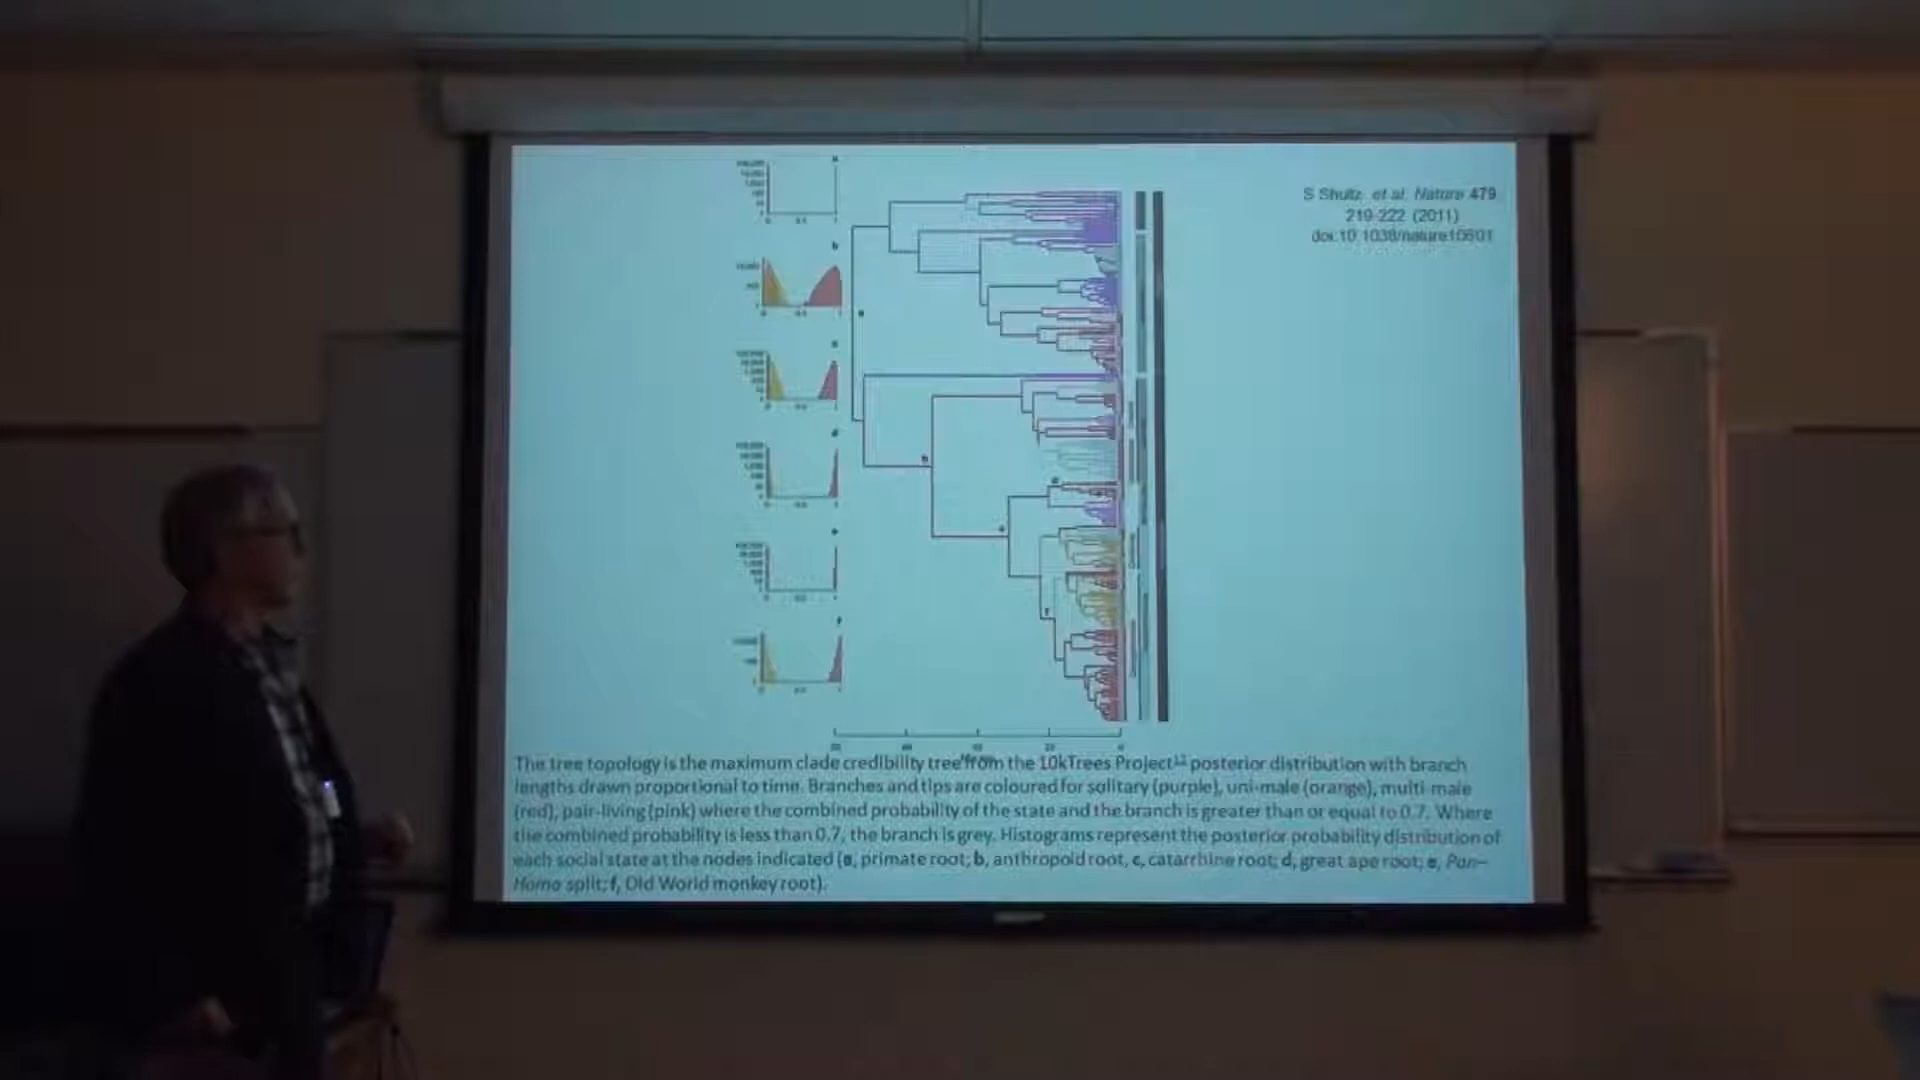 S Shultz et al. Nature 479,
219-222 (2011)
doi:10.1038/nature10601
a
b
c
d
e
f
a
b
c
d
e
f
The tree topology is the maximum clade credibility tree from the 10kTrees Project12 posterior distribution with branch
lengths drawn proportional to time. Branches and tips are coloured for solitary (purple), uni-male (orange), multi-male
(red), pair-living (pink) where the combined probability of the state and the branch is greater than or equal to 0.7. Where
the combined probability is less than 0.7, the branch is grey. Histograms represent the posterior probability distribution of
each social state at the nodes indicated (a, primate root; b, anthropoid root, c, catarrhine root; d, great ape root; e, Pan–
Homo split; f, Old World monkey root).